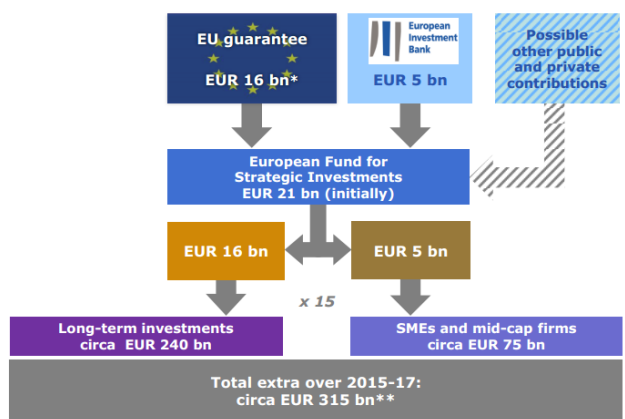 EU guarantee
EUR 16 bn*
European
Investment
Bank
EUR 5 bn
Possible
other public
and private
contributions
European Fund for
Strategic Investments
EUR 21 bn (initially)
EUR 16 bn
EUR 5 bn
x 15
Long-term investments
circa EUR 240 bn
SMEs and mid-cap firms
circa EUR 75 bn
Total extra over 2015-17:
circa EUR 315 bn**